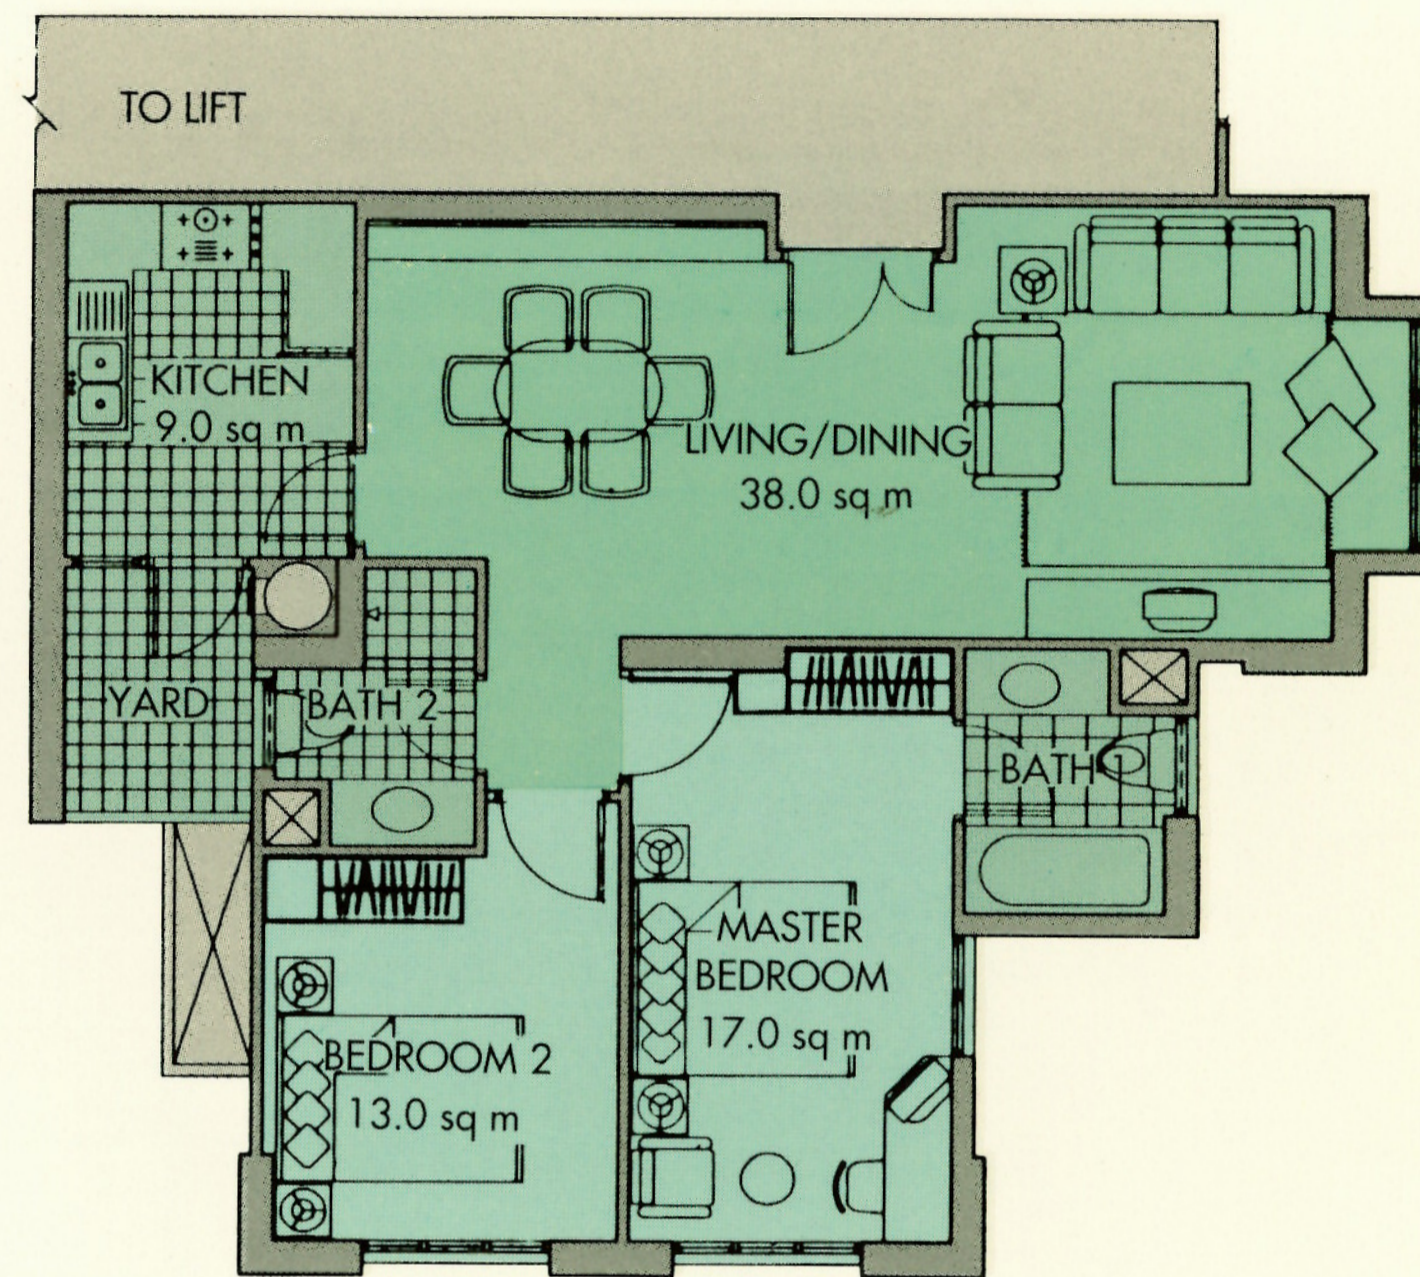 TO LIFT
KITCHEN
9.0 sq m
LIVING/DINING
38.0 sq m
YARD
BATH 2
BATH 1
MASTER
BEDROOM
17.0 sq m
BEDROOM 2
13.0 sq m